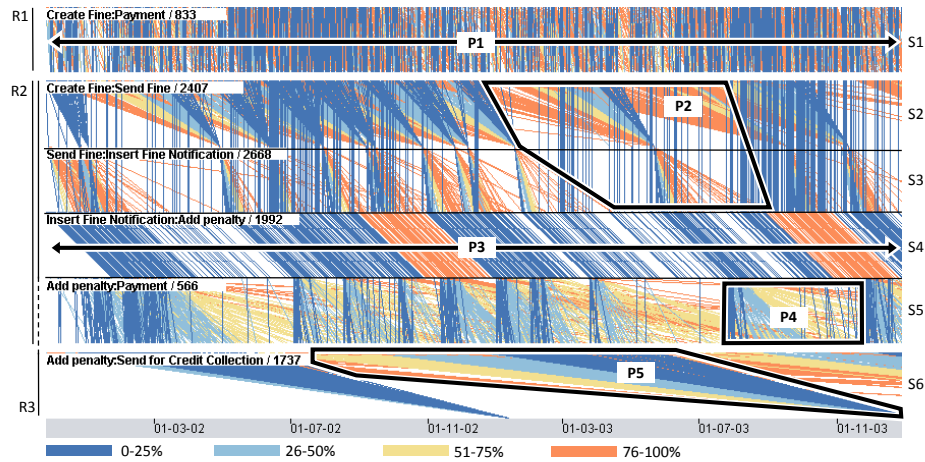 R1
Create Fine:Payment / 833
P1
S1
R2
Create Fine:Send Fine / 2407
P2
S2
Send Fine:Insert Fine Notification / 2668
S3
Insert Fine Notification:Add penalty / 1992
P3
S4
Add penalty:Payment / 566
P4
S5
Add penalty:Send for Credit Collection / 1737
P5
S6
R3
01-03-02 01-07-02 01-11-02 01-03-03 01-07-03 01-11-03
0-25% 26-50% 51-75% 76-100%